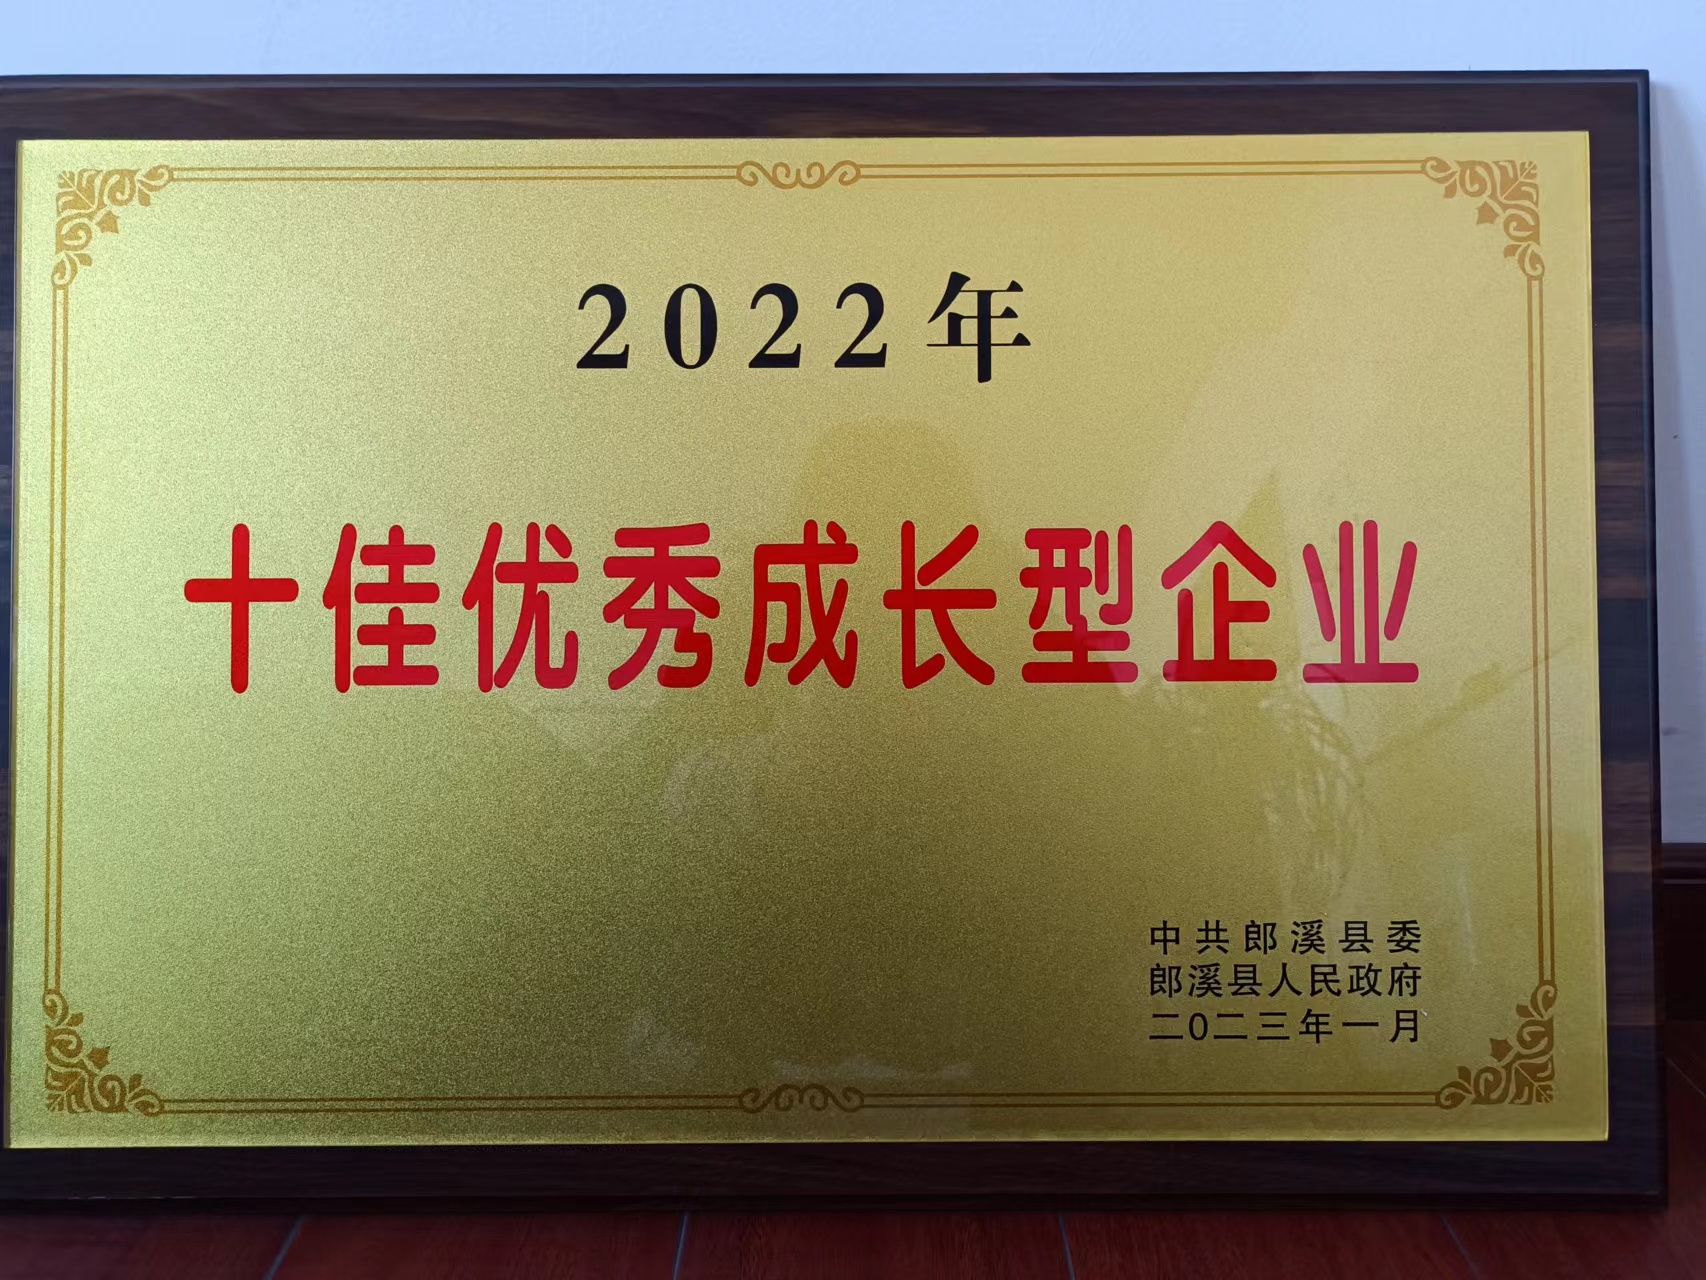 2022年
十佳优秀成长型企业
中共郎溪县委
郎溪县人民政府
二0二三年一月